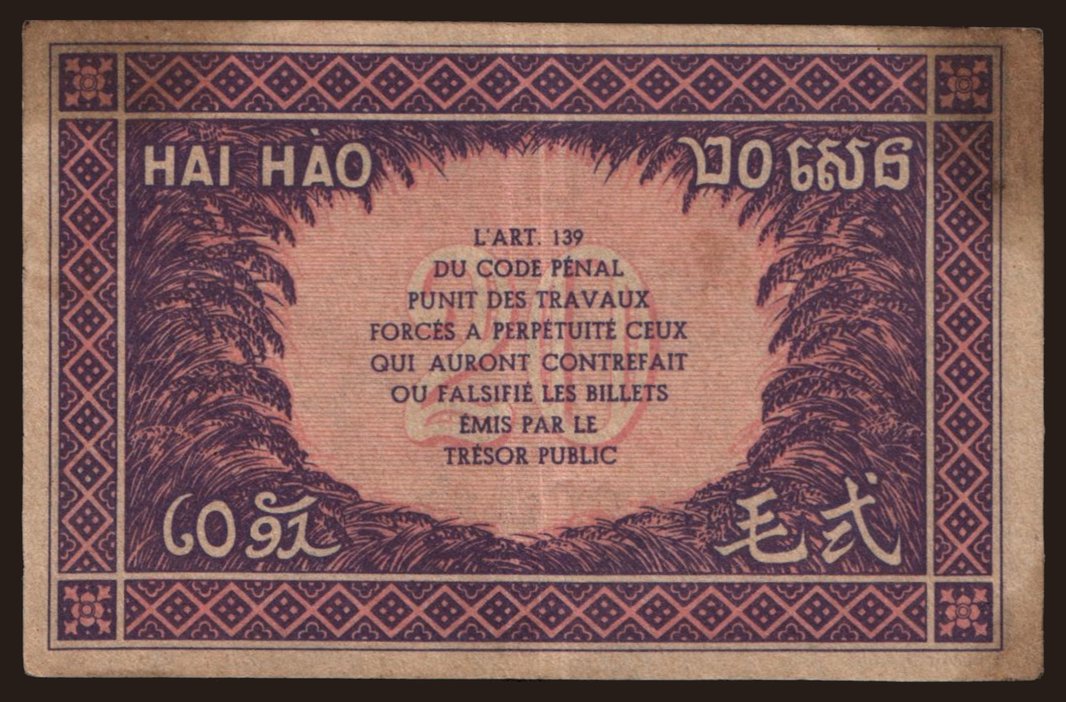 HAI HÀO
២០ សេន
L'ART. 139
DU CODE PÉNAL
PUNIT DES TRAVAUX
FORCÉS A PERPÉTUITÉ CEUX
QUI AURONT CONTREFAIT
OU FALSIFIÉ LES BILLETS
ÉMIS PAR LE
TRÉSOR PUBLIC
20
毛弍